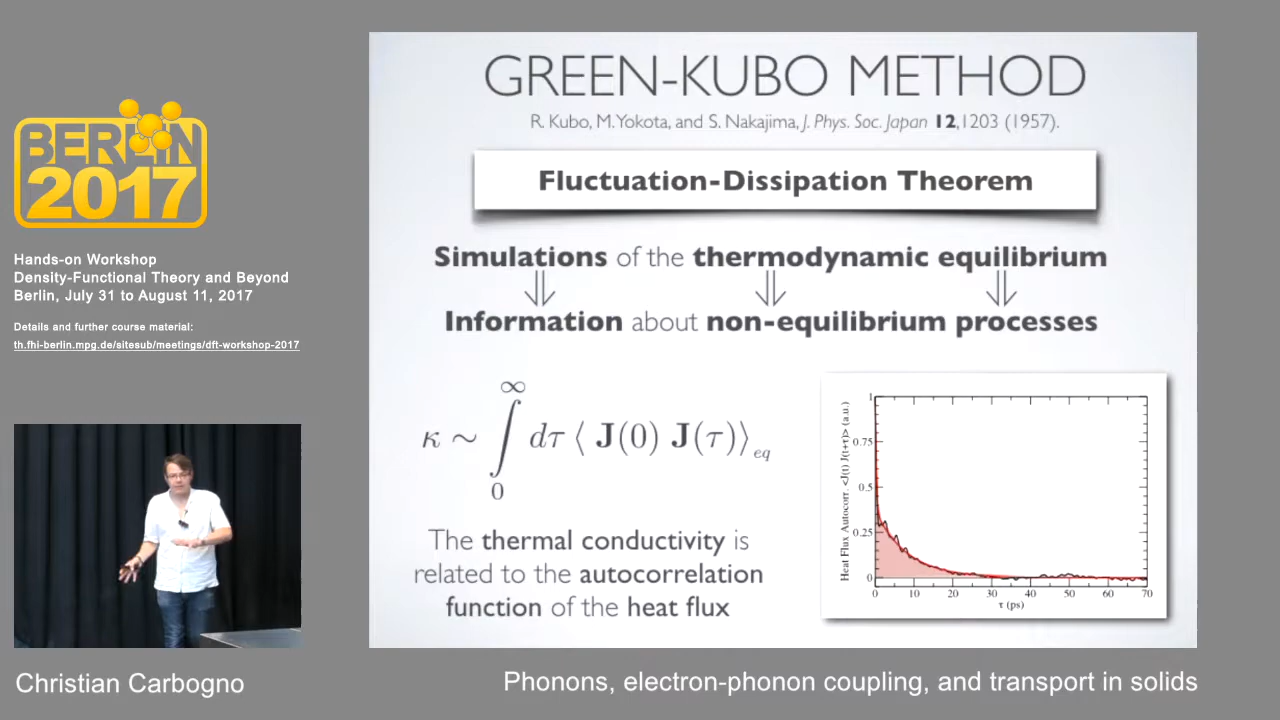 BERLIN
2017
Hands-on Workshop
Density-Functional Theory and Beyond
Berlin, July 31 to August 11, 2017
Details and further course material:
th.fhi-berlin.mpg.de/sitesub/meetings/dft-workshop-2017
GREEN-KUBO METHOD
R. Kubo, M.Yokota, and S. Nakajima, J. Phys. Soc. Japan 12,1203 (1957).
Fluctuation-Dissipation Theorem
Simulations of the thermodynamic equilibrium
⇓ ⇓ ⇓
Information about non-equilibrium processes
κ ∼ ∫₀^∞ dτ ⟨ J(0) J(τ)⟩_eq
The thermal conductivity is
related to the autocorrelation
function of the heat flux
Heat Flux Autocorr. <J(t) J(t+τ)> (a.u.)
1
0.75
0.5
0.25
0
0 10 20 30 40 50 60 70
τ (ps)
Christian Carbogno
Phonons, electron-phonon coupling, and transport in solids